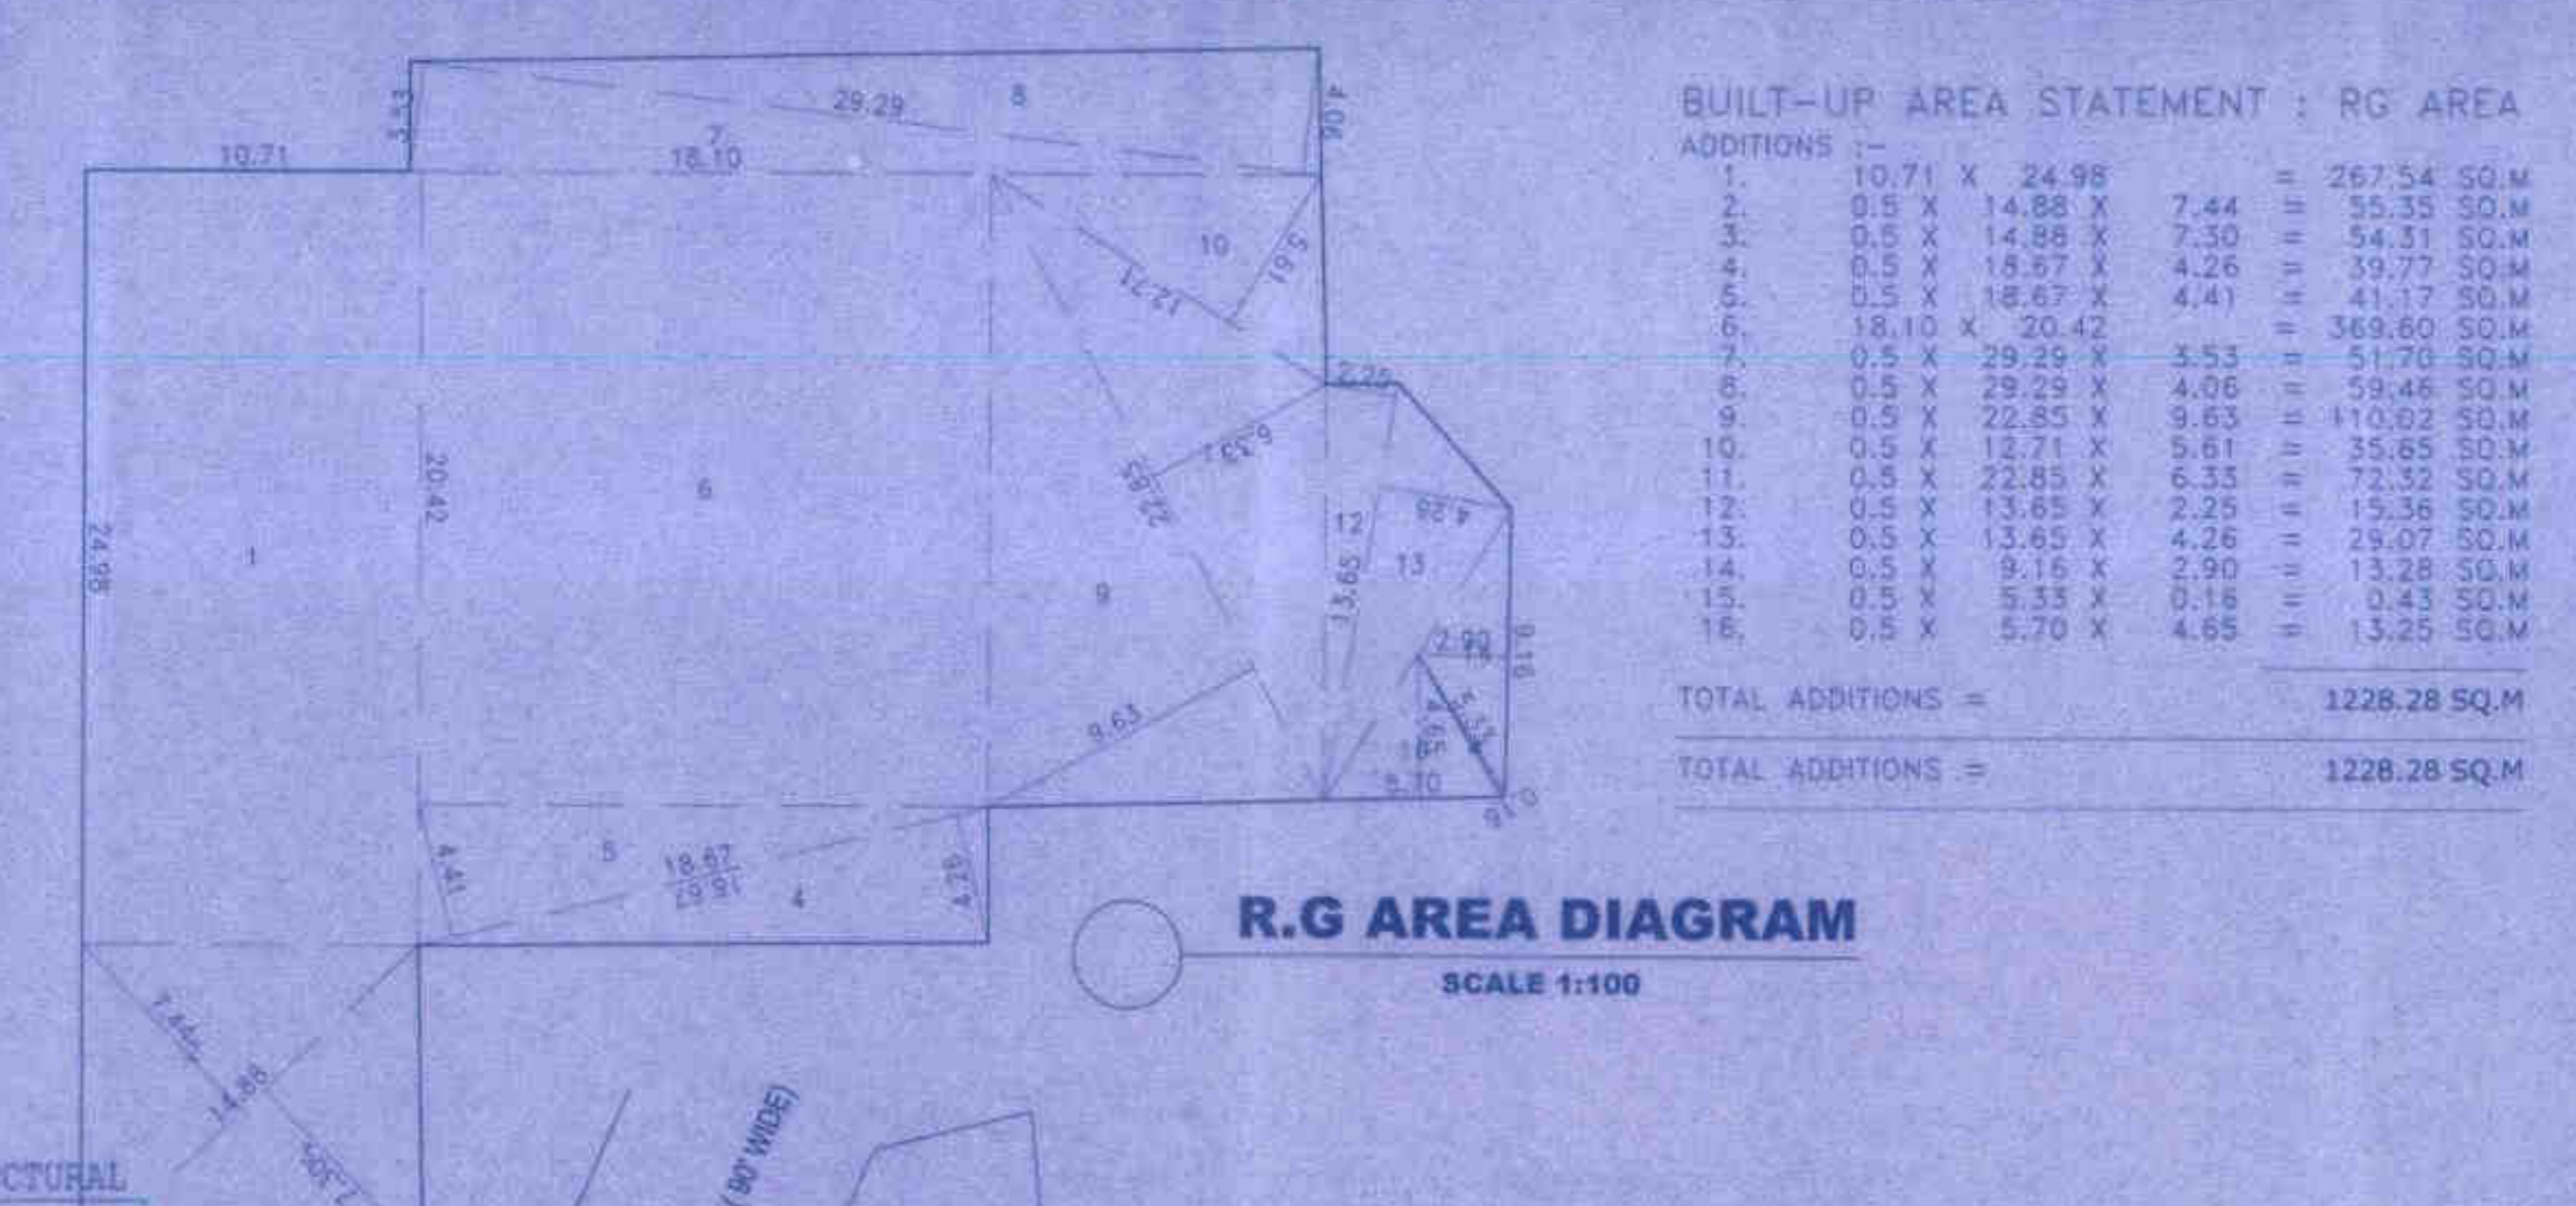 29.29
8
4.06
3.53
7
18.10
10.71
10
5.61
12.71
2.25
6.33
22.85
20.42
6
24.98
1
12
4.26
13.65
13
9
2.90
9.16
9.63
5.70
0.16
5
18.67
18.67
4.41
4
4.26
14.88
( 90' WIDE)
CTURAL
BUILT-UP AREA STATEMENT : RG AREA
ADDITIONS :-
1. 10.71 X 24.98 = 267.54 SQ.M
2. 0.5 X 14.88 X 7.44 = 55.35 SQ.M
3. 0.5 X 14.88 X 7.30 = 54.31 SQ.M
4. 0.5 X 18.67 X 4.26 = 39.77 SQ.M
5. 0.5 X 18.67 X 4.41 = 41.17 SQ.M
6. 18.10 X 20.42 = 369.60 SQ.M
7. 0.5 X 29.29 X 3.53 = 51.70 SQ.M
8. 0.5 X 29.29 X 4.06 = 59.46 SQ.M
9. 0.5 X 22.85 X 9.63 = 110.02 SQ.M
10. 0.5 X 12.71 X 5.61 = 35.65 SQ.M
11. 0.5 X 22.85 X 6.33 = 72.32 SQ.M
12. 0.5 X 13.65 X 2.25 = 15.36 SQ.M
13. 0.5 X 13.65 X 4.26 = 29.07 SQ.M
14. 0.5 X 9.16 X 2.90 = 13.28 SQ.M
15. 0.5 X 5.33 X 0.16 = 0.43 SQ.M
16. 0.5 X 5.70 X 4.65 = 13.25 SQ.M
TOTAL ADDITIONS = 1228.28 SQ.M
TOTAL ADDITIONS = 1228.28 SQ.M
R.G AREA DIAGRAM
SCALE 1:100